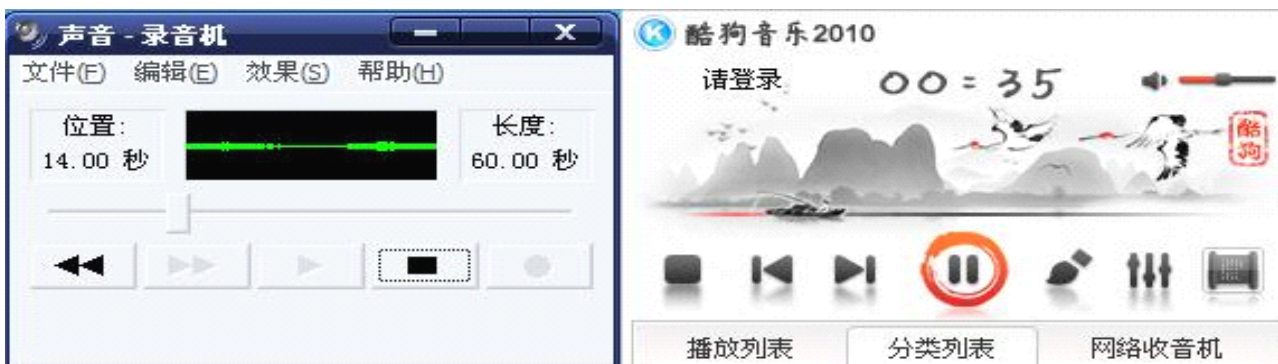 声音 - 录音机
文件(F) 编辑(E) 效果(S) 帮助(H)
位置:
14.00 秒
长度:
60.00 秒
K 酷狗音乐2010
请登录
00:35
酷狗
播放列表 分类列表 网络收音机